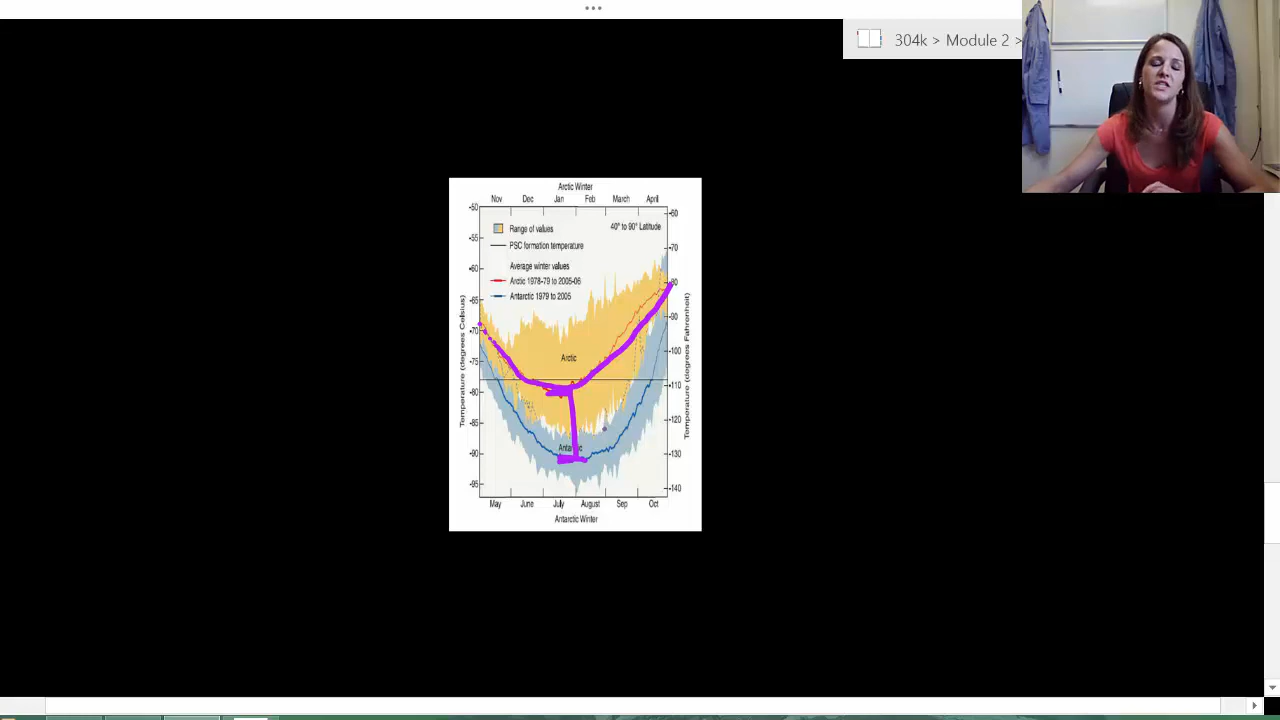 304k > Module 2 >
Arctic Winter
Nov Dec Jan Feb March April
Range of values
40° to 90° Latitude
PSC formation temperature
Average winter values
Arctic 1978-79 to 2005-06
Antarctic 1979 to 2005
-50
-55
-60
-65
-70
-75
-80
-85
-90
-95
Temperature (degrees Celsius)
-60
-70
-80
-90
-100
-110
-120
-130
-140
Temperature (degrees Fahrenheit)
Arctic
May June July August Sep Oct
Antarctic Winter